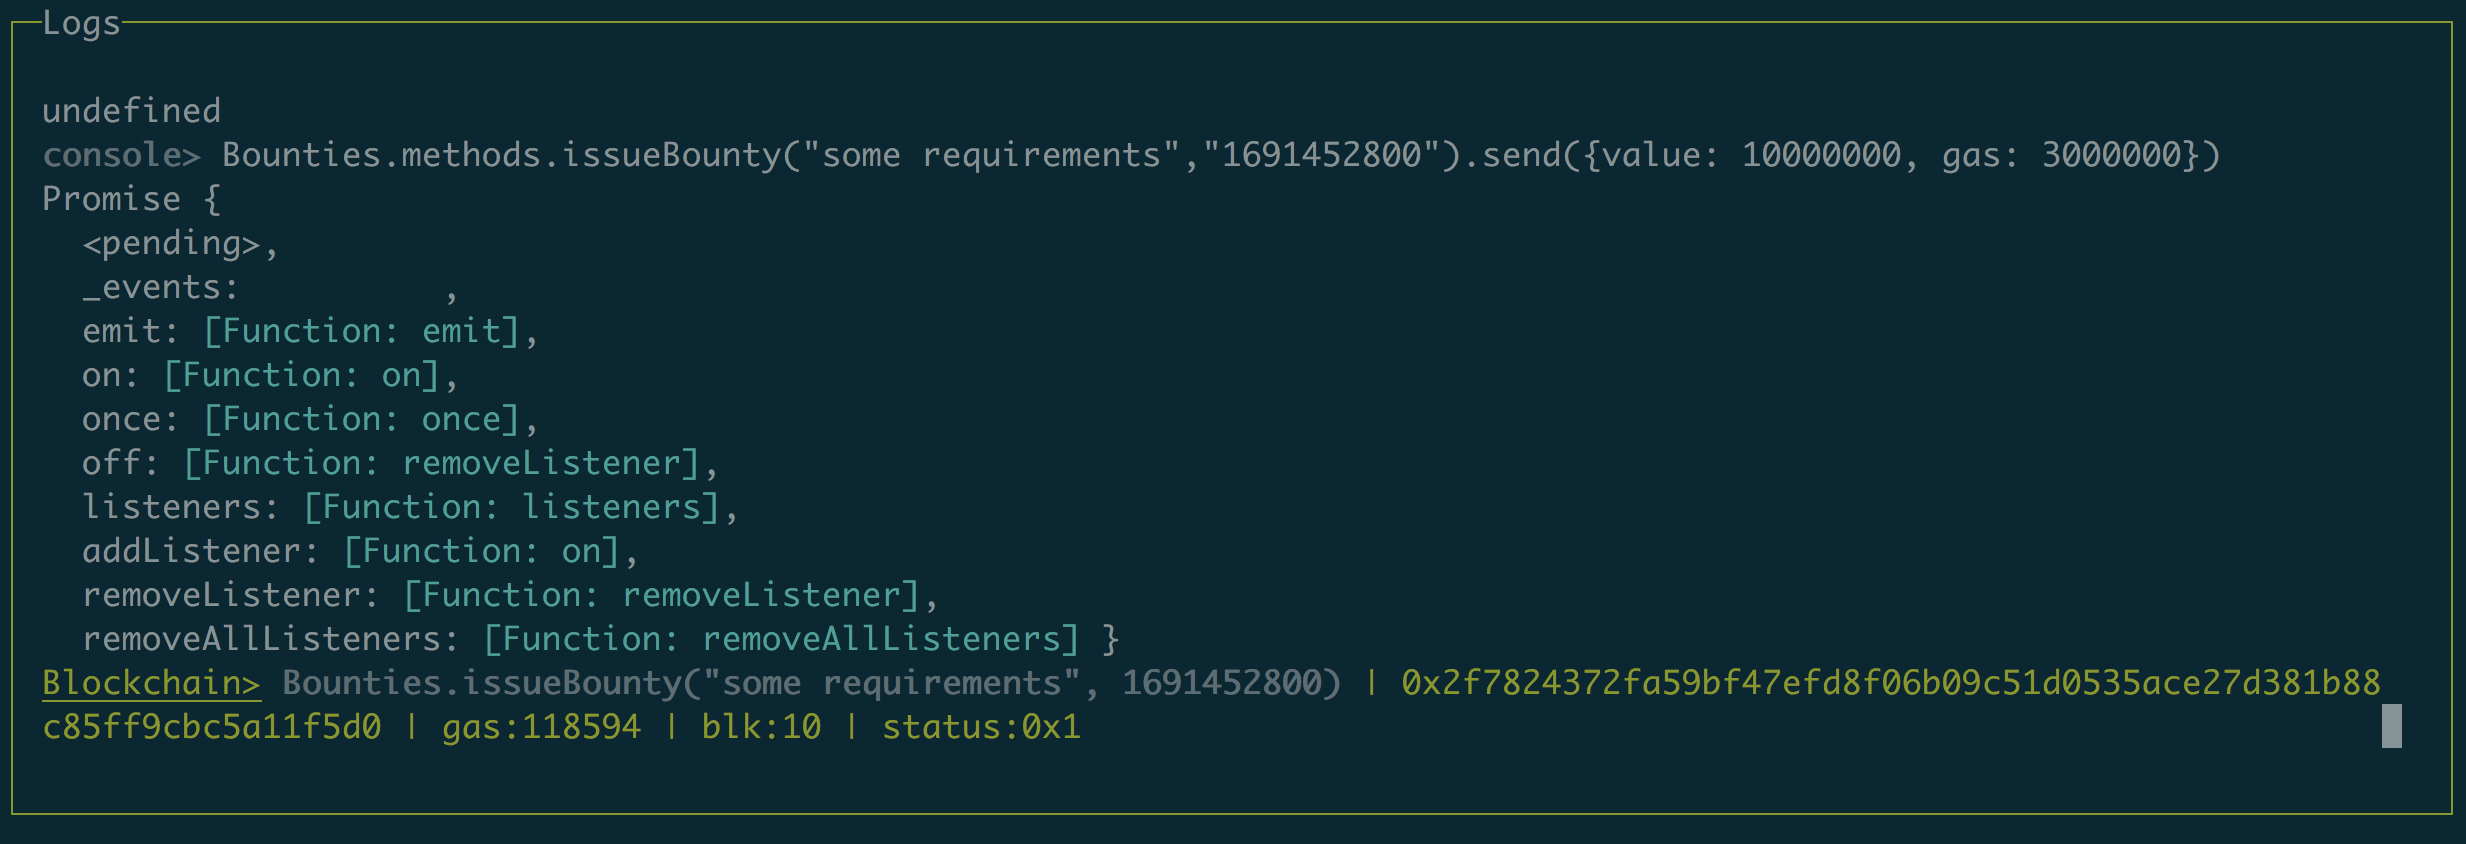 Logs
undefined
console> Bounties.methods.issueBounty("some requirements","1691452800").send({value: 10000000, gas: 3000000})
Promise {
  <pending>,
  _events:          ,
  emit: [Function: emit],
  on: [Function: on],
  once: [Function: once],
  off: [Function: removeListener],
  listeners: [Function: listeners],
  addListener: [Function: on],
  removeListener: [Function: removeListener],
  removeAllListeners: [Function: removeAllListeners] }
Blockchain> Bounties.issueBounty("some requirements", 1691452800) | 0x2f7824372fa59bf47efd8f06b09c51d0535ace27d381b88
c85ff9cbc5a11f5d0 | gas:118594 | blk:10 | status:0x1